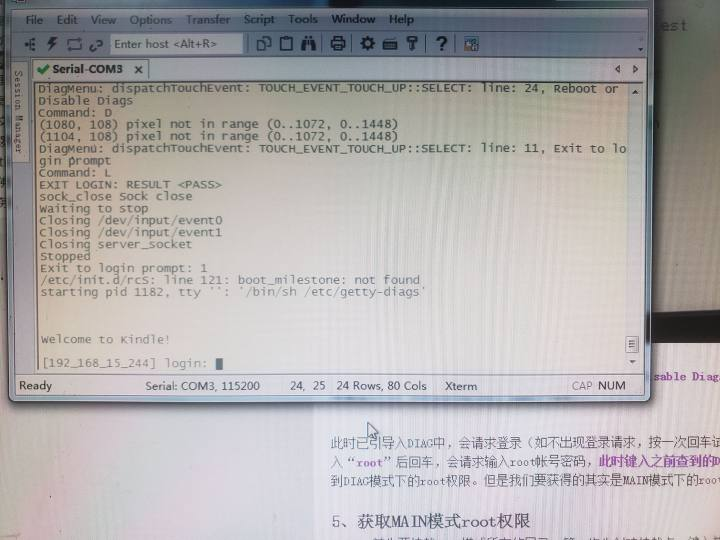 File Edit View Options Transfer Script Tools Window Help
Enter host <Alt+R>
Serial-COM3
Session Manager
DiagMenu: dispatchTouchEvent: TOUCH_EVENT_TOUCH_UP::SELECT: line: 24, Reboot or
Disable Diags
Command: D
(1080, 108) pixel not in range (0..1072, 0..1448)
(1104, 108) pixel not in range (0..1072, 0..1448)
DiagMenu: dispatchTouchEvent: TOUCH_EVENT_TOUCH_UP::SELECT: line: 11, Exit to lo
gin prompt
Command: L
EXIT LOGIN: RESULT <PASS>
sock_close Sock close
Waiting to stop
Closing /dev/input/event0
Closing /dev/input/event1
Closing server_socket
Stopped
Exit to login prompt: 1
/etc/init.d/rcS: line 121: boot_milestone: not found
starting pid 1182, tty '': '/bin/sh /etc/getty-diags'
Welcome to Kindle!
[192_168_15_244] login:
Ready Serial: COM3, 115200 24, 25 24 Rows, 80 Cols Xterm CAP NUM
sable Diag
此时已引导入DIAG中，会请求登录（如不出现登录请求，按一次回车试
入“root”后回车，会请求输入root帐号密码，此时键入之前查到的D
到DIAG模式下的root权限。但是我们要获得的其实是MAIN模式下的roo
5、获取MAIN模式root权限